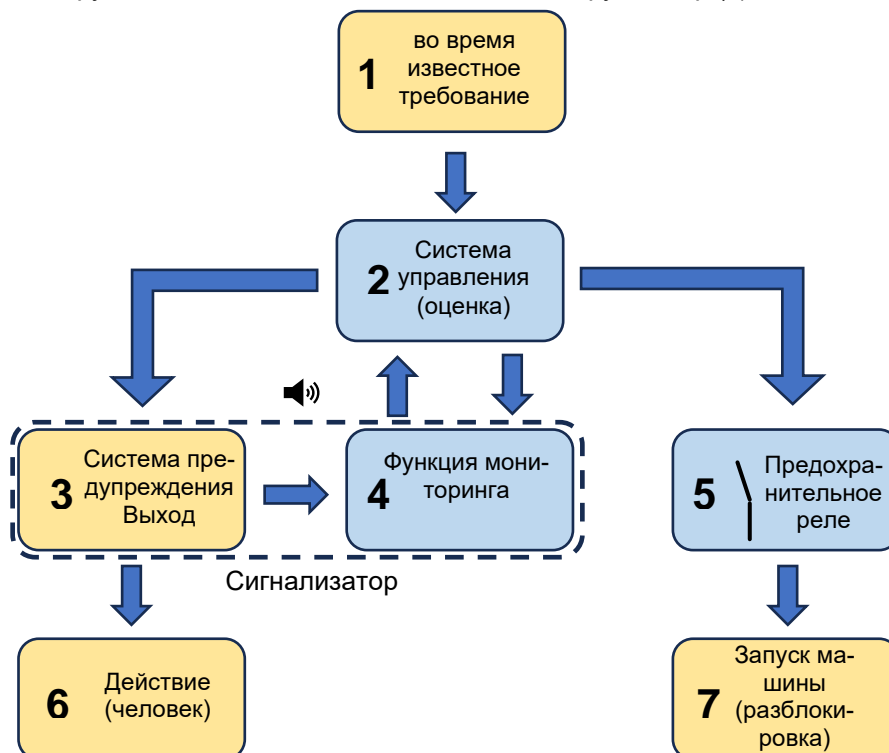 во время
известное
требование
1
Система
управления
(оценка)
2
Система пре-
дупреждения
Выход
3
Функция мони-
торинга
4
Предохра-
нительное
реле
5
Сигнализатор
Действие
(человек)
6
Запуск ма-
шины
(разблоки-
ровка)
7